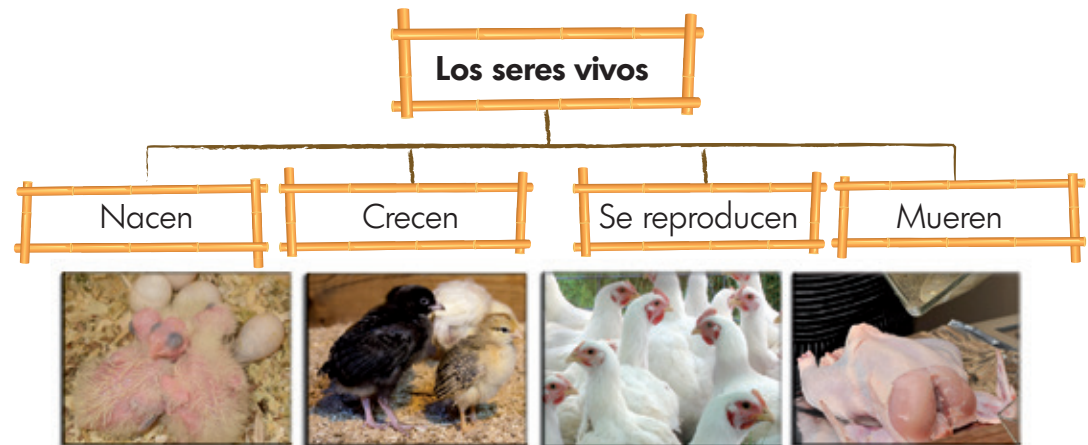 Los seres vivos
Nacen
Crecen
Se reproducen
Mueren